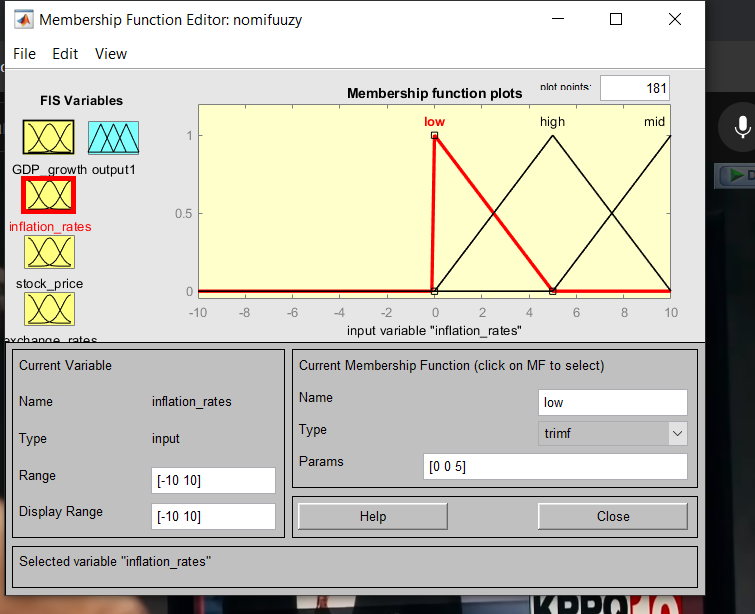 Membership Function Editor: nomifuuzy
File Edit View
FIS Variables
GDP_growth output1
inflation_rates
stock_price
exchange_rates
Membership function plots
plot points:
181
low high mid
1
0.5
0
-10 -8 -6 -4 -2 0 2 4 6 8 10
input variable "inflation_rates"
Current Variable
Name inflation_rates
Type input
Range [-10 10]
Display Range [-10 10]
Current Membership Function (click on MF to select)
Name low
Type trimf
Params [0 0 5]
Help Close
Selected variable "inflation_rates"